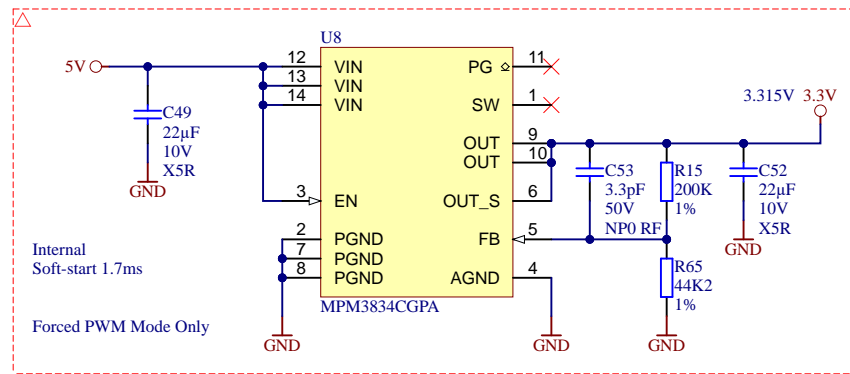 U8
5V
12
VIN
13
VIN
14
VIN
3
EN
2
PGND
7
PGND
8
PGND
PG
11
SW
1
OUT
9
OUT
10
OUT_S
6
FB
5
AGND
4
MPM3834CGPA
C49
22µF
10V
X5R
GND
GND
GND
Internal
Soft-start 1.7ms
Forced PWM Mode Only
3.315V
3.3V
C53
3.3pF
50V
NP0 RF
R15
200K
1%
C52
22µF
10V
X5R
GND
R65
44K2
1%
GND